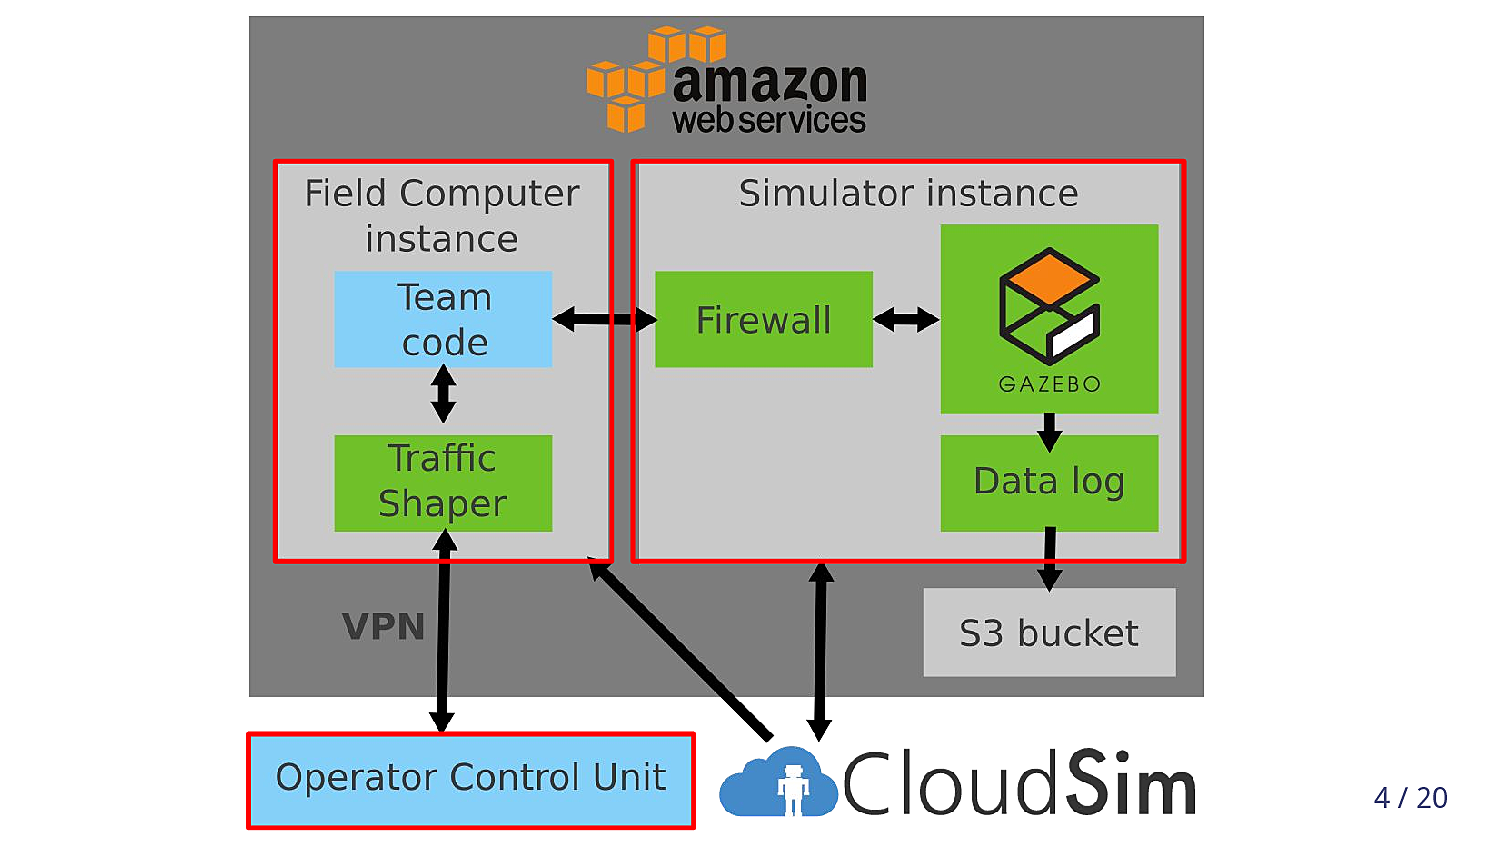 amazon
web services
Field Computer
instance
Simulator instance
Team
code
Firewall
GAZEBO
Traffic
Shaper
Data log
VPN
S3 bucket
Operator Control Unit
CloudSim
4 / 20